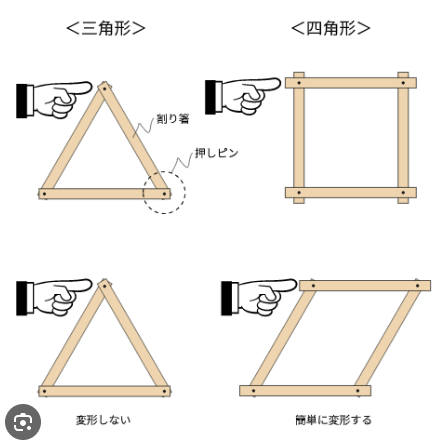 ＜三角形＞
＜四角形＞
割り箸
押しピン
変形しない
簡単に変形する